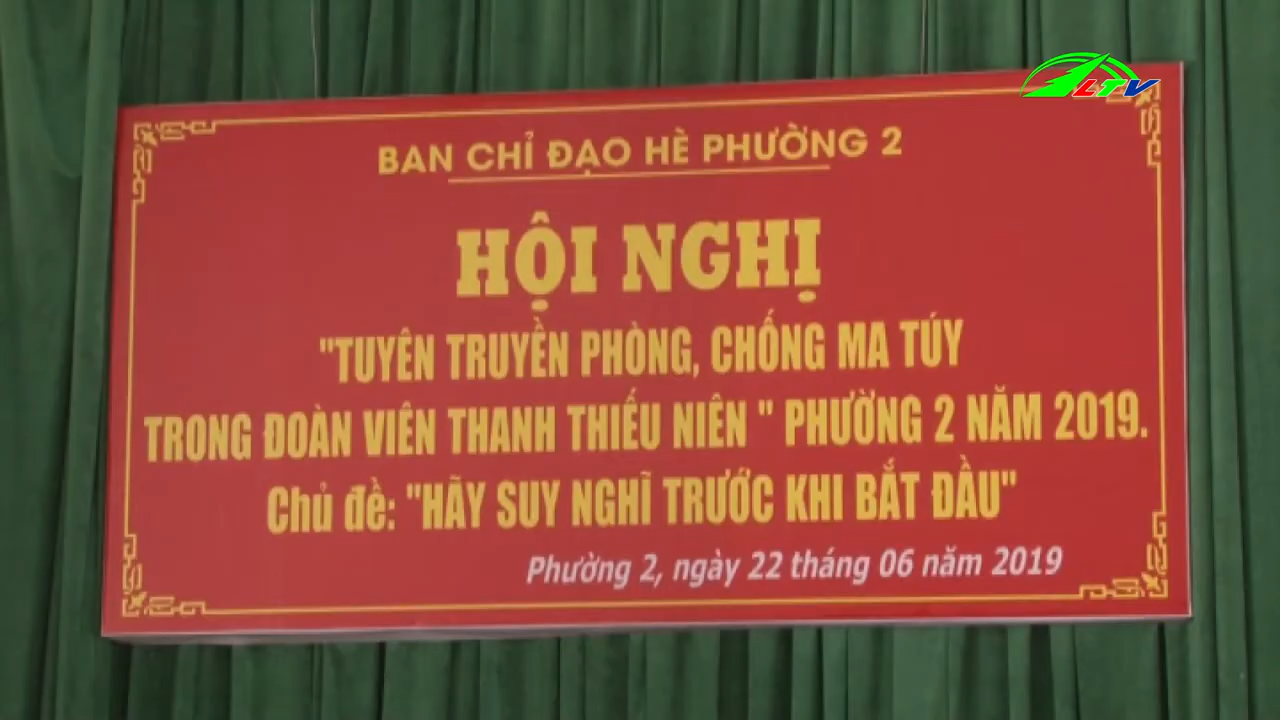 LTV
BAN CHỈ ĐẠO HÈ PHƯỜNG 2
HỘI NGHỊ
"TUYÊN TRUYỀN PHÒNG, CHỐNG MA TÚY
TRONG ĐOÀN VIÊN THANH THIẾU NIÊN " PHƯỜNG 2 NĂM 2019.
Chủ đề: "HÃY SUY NGHĨ TRƯỚC KHI BẮT ĐẦU"
Phường 2, ngày 22 tháng 06 năm 2019